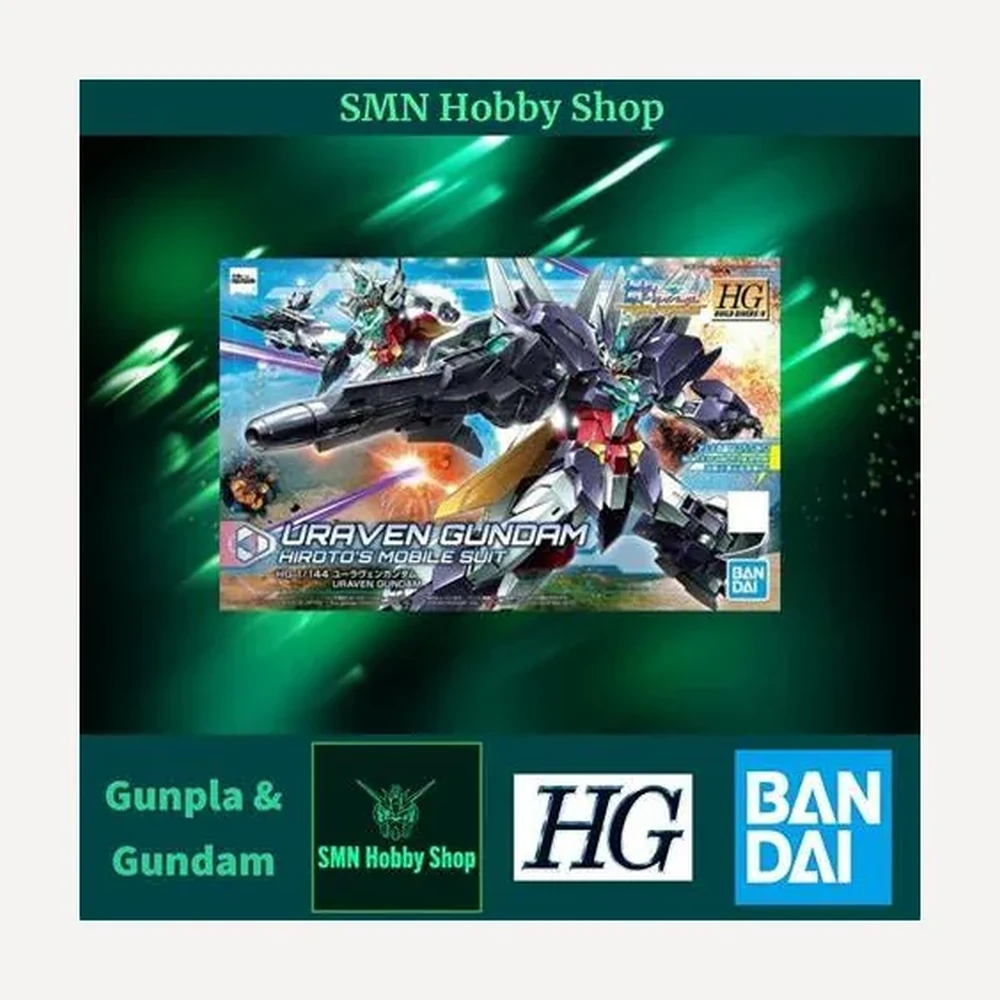 SMN Hobby Shop
HG
BUILD DIVERS:R
URAVEN GUNDAM
HIROTO'S MOBILE SUIT
HG 1/144 ユーラヴェンガンダム
URAVEN GUNDAM
BAN
DAI
Gunpla &
Gundam
SMN Hobby Shop
HG
BAN
DAI